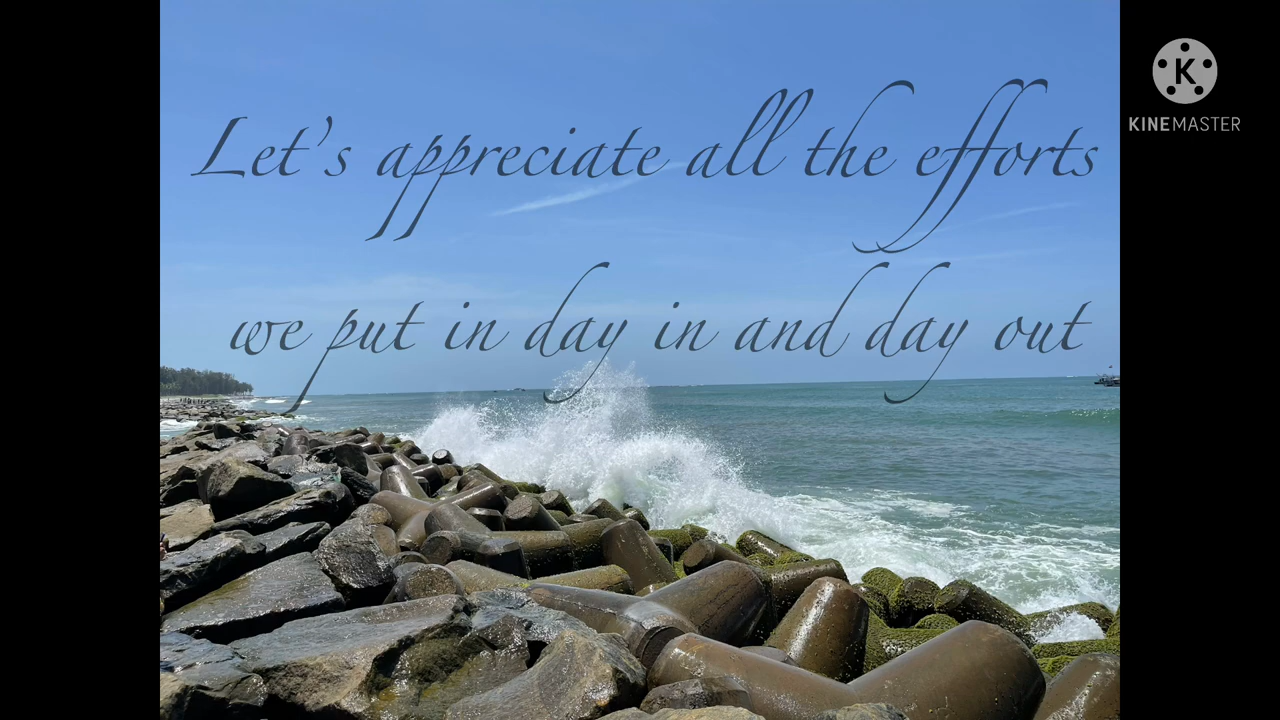 Let's appreciate all the efforts
we put in day in and day out
KINEMASTER